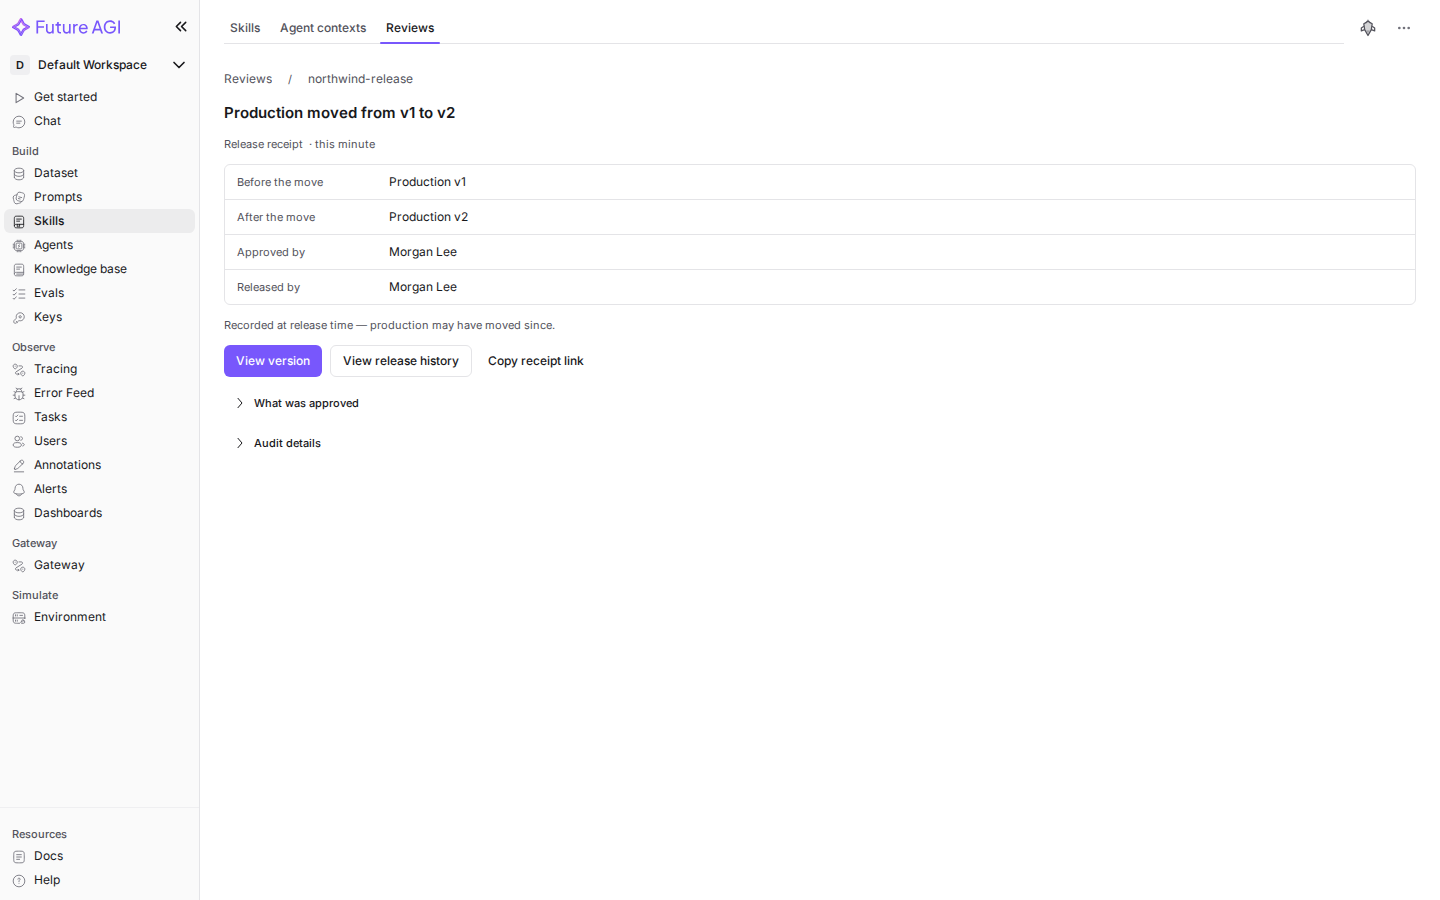 Future AGI
D Default Workspace
Get started
Chat
Build
Dataset
Prompts
Skills
Agents
Knowledge base
Evals
Keys
Observe
Tracing
Error Feed
Tasks
Users
Annotations
Alerts
Dashboards
Gateway
Gateway
Simulate
Environment
Resources
Docs
Help
Skills Agent contexts Reviews
Reviews / northwind-release
Production moved from v1 to v2
Release receipt · this minute
Before the move Production v1
After the move Production v2
Approved by Morgan Lee
Released by Morgan Lee
Recorded at release time — production may have moved since.
View version View release history Copy receipt link
What was approved
Audit details